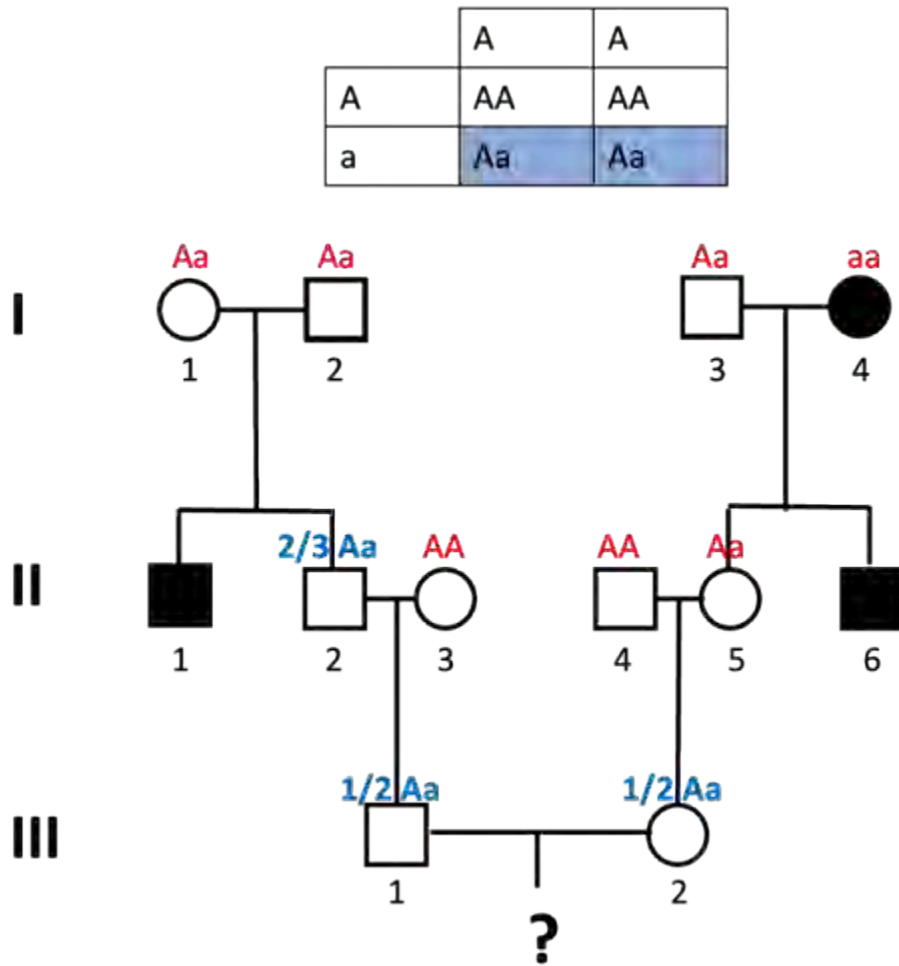 A A
A AA AA
a Aa Aa
Aa Aa Aa aa
I
1 2 3 4
2/3 Aa AA AA Aa
II
1 2 3 4 5 6
1/2 Aa 1/2 Aa
III
1 2
?